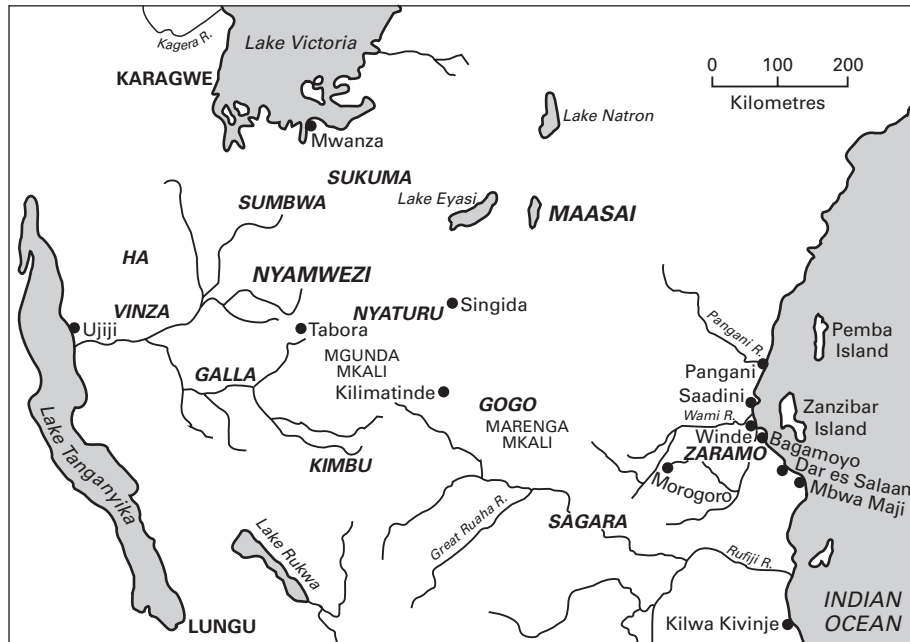 Kagera R.
Lake Victoria
KARAGWE
0 100 200
Kilometres
Lake Natron
Mwanza
SUKUMA
SUMBWA
Lake Eyasi
MAASAI
HA
NYAMWEZI
VINZA
NYATURU
Singida
Ujiji
Tabora
Pangani R.
Pemba
Island
MGUNDA
MKALI
Pangani
GALLA
Kilimatinde
Saadini
GOGO
Zanzibar
Island
Wami R.
MARENGA
MKALI
Winde
Bagamoyo
ZARAMO
KIMBU
Dar es Salaam
Morogoro
Mbwa Maji
Lake Tanganyika
Great Ruaha R.
SAGARA
Lake Rukwa
Rufiji R.
INDIAN
OCEAN
LUNGU
Kilwa Kivinje